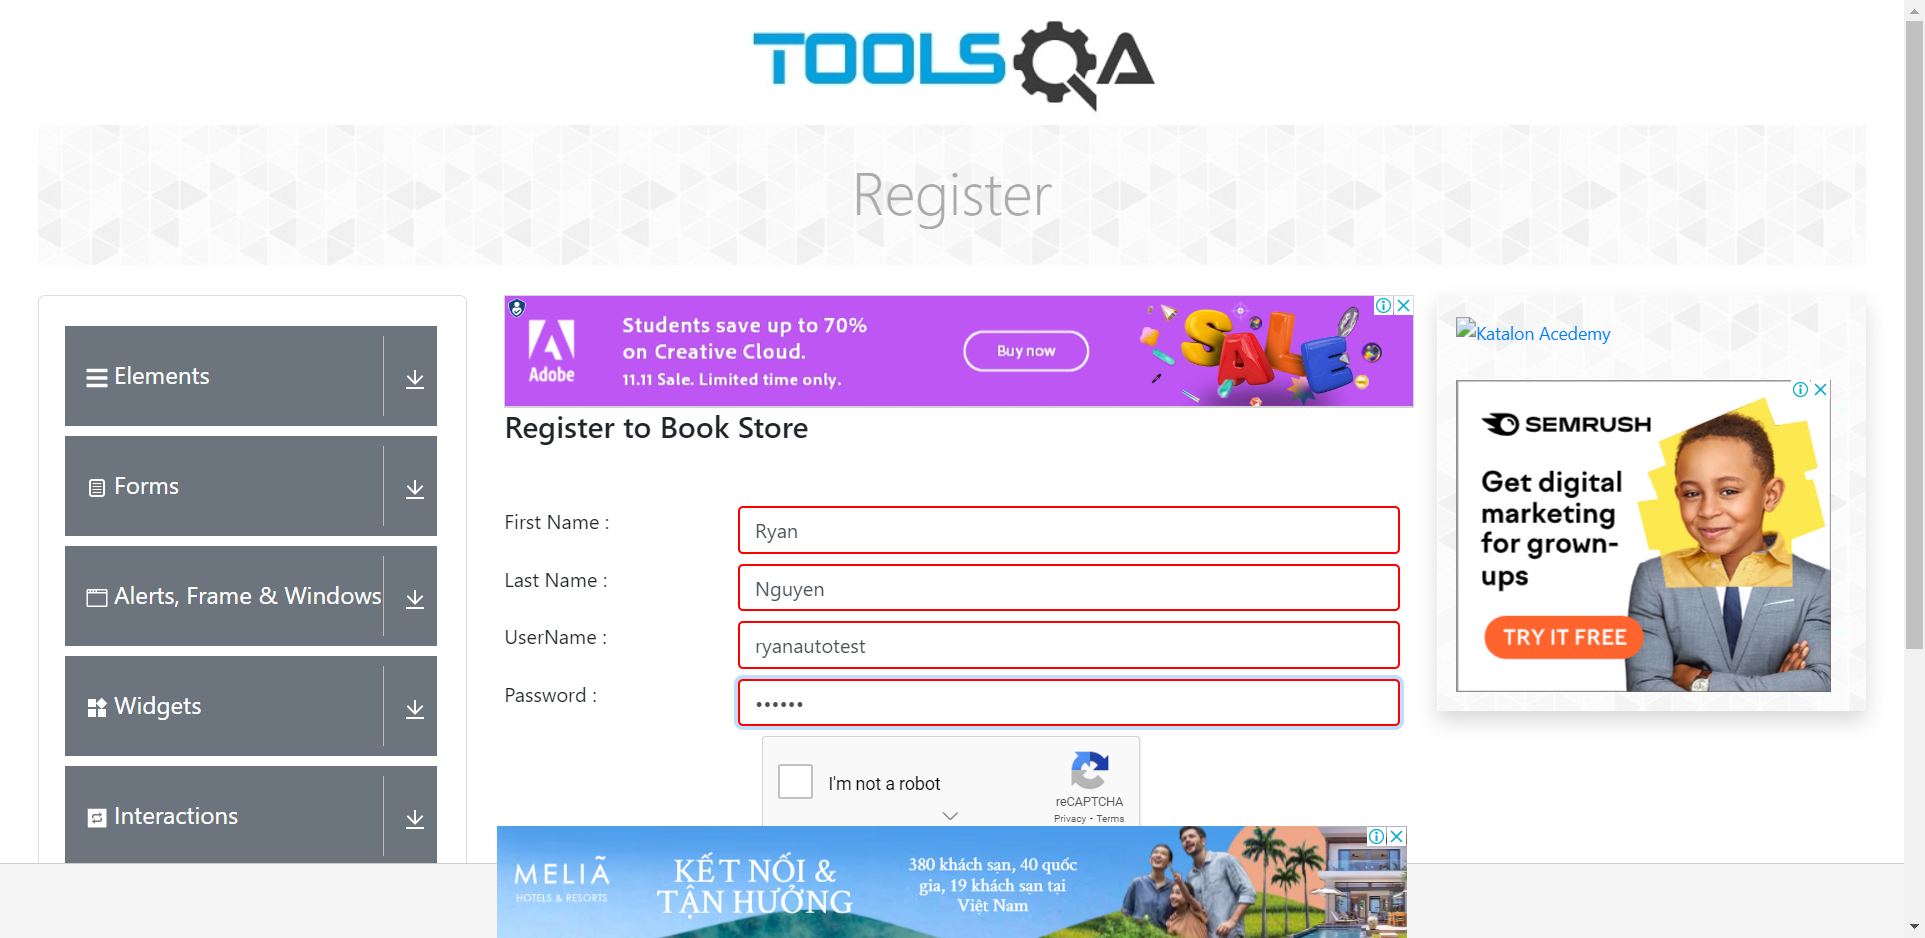 TOOLSQA
Register
Elements
Forms
Alerts, Frame & Windows
Widgets
Interactions
Adobe
Students save up to 70%
on Creative Cloud.
11.11 Sale. Limited time only.
Buy now
SALE
Register to Book Store
First Name :
Ryan
Last Name :
Nguyen
UserName :
ryanautotest
Password :
••••••
I'm not a robot
reCAPTCHA
Privacy - Terms
Katalon Acedemy
SEMRUSH
Get digital
marketing
for grown-
ups
TRY IT FREE
MELIÃ
HOTELS & RESORTS
KẾT NỐI &
TẬN HƯỞNG
380 khách sạn, 40 quốc
gia, 19 khách sạn tại
Việt Nam